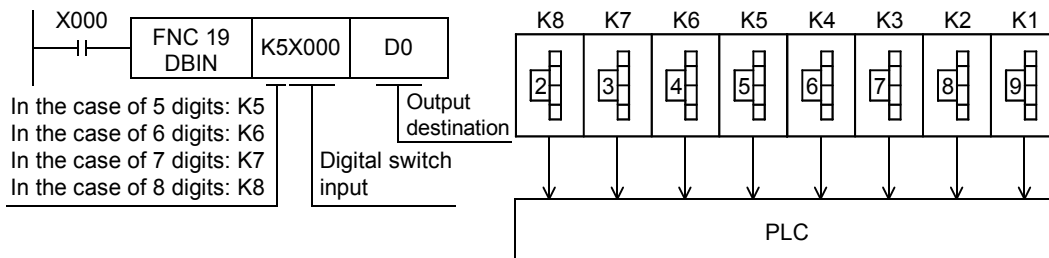 X000
FNC 19
DBIN
K5X000
D0
In the case of 5 digits: K5
In the case of 6 digits: K6
In the case of 7 digits: K7
In the case of 8 digits: K8
Output
destination
Digital switch
input
K8 K7 K6 K5 K4 K3 K2 K1
2 3 4 5 6 7 8 9
PLC